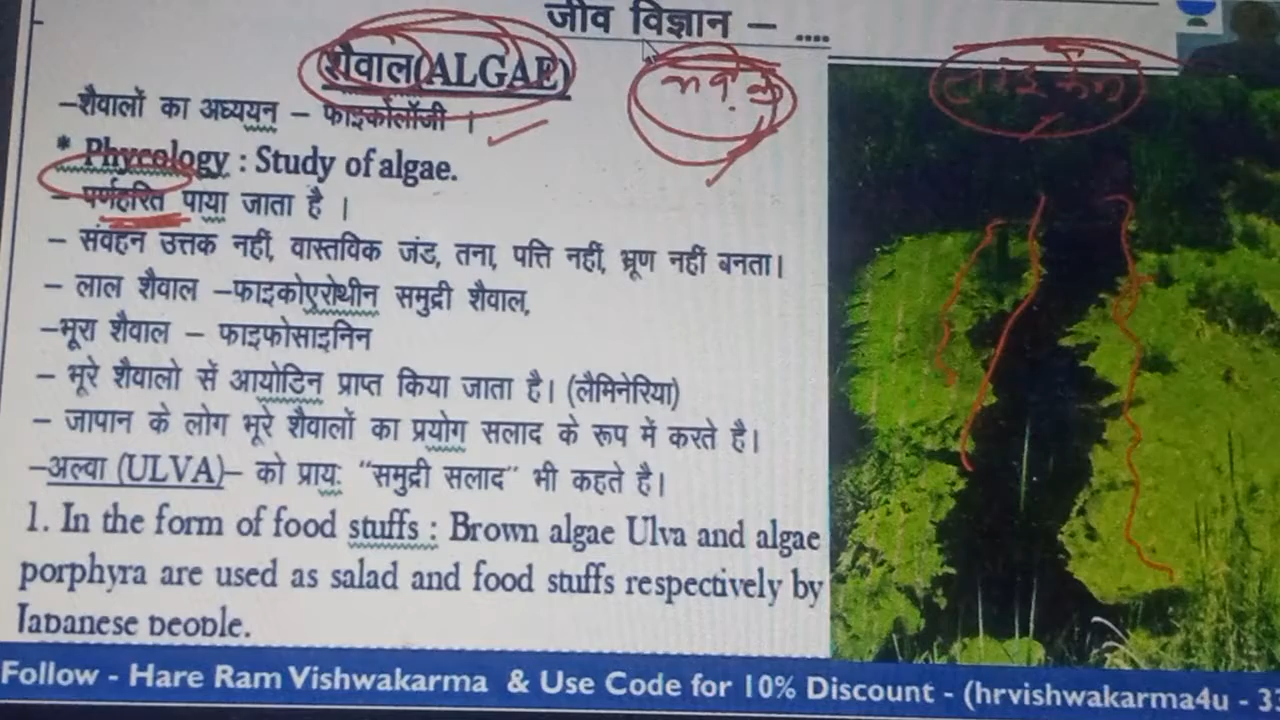 जीव विज्ञान – ....
शैवाल(ALGAE)
कवक
लाइकेन
–शैवालों का अध्ययन – फाइकोलॉजी ।
* Phycology : Study of algae.
– पर्णहरित पाया जाता है ।
– संवहन उत्तक नहीं, वास्तविक जंड, तना, पत्ति नहीं, भ्रूण नहीं बनता।
– लाल शैवाल –फाइकोएरोथीन समुद्री शैवाल,
–भूरा शैवाल – फाइफोसाइनिन
– भूरे शैवालो सें आयोडिन प्राप्त किया जाता है। (लैमिनेरिया)
– जापान के लोग भूरे शैवालों का प्रयोग सलाद के रूप में करते है।
–अल्वा (ULVA)– को प्राय: “समुद्री सलाद” भी कहते है।
1. In the form of food stuffs : Brown algae Ulva and algae
porphyra are used as salad and food stuffs respectively by
Japanese people.
Follow - Hare Ram Vishwakarma & Use Code for 10% Discount - (hrvishwakarma4u - 33